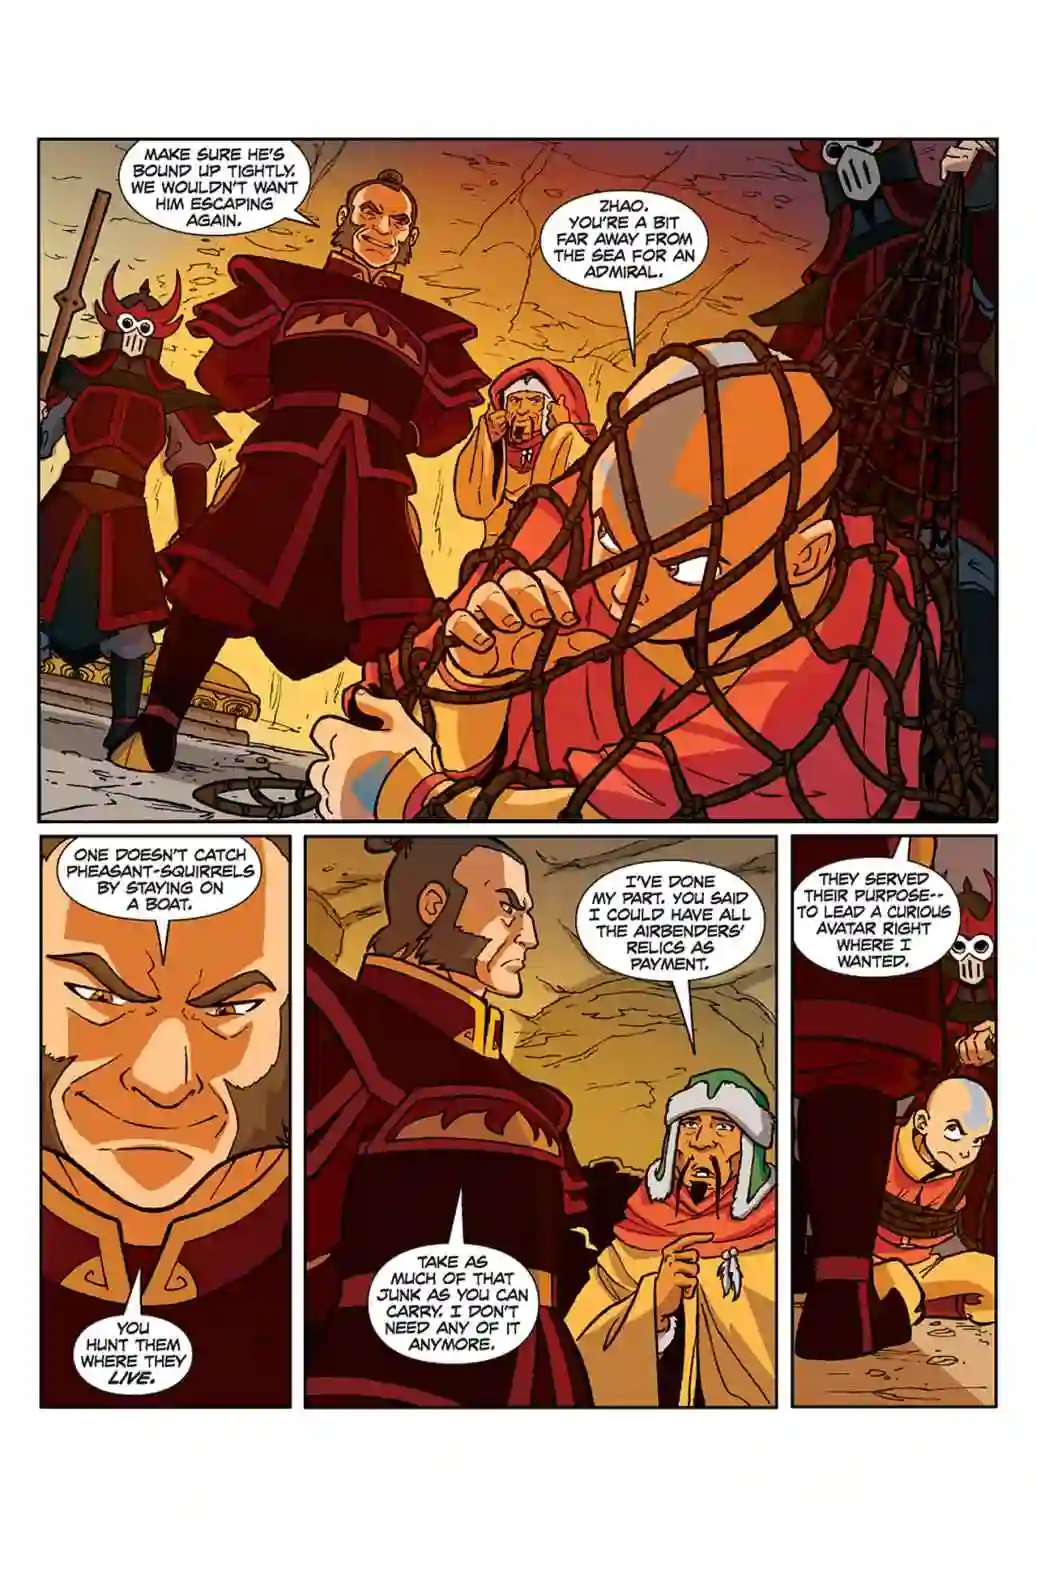 MAKE SURE HE'S
BOUND UP TIGHTLY.
WE WOULDN'T WANT
HIM ESCAPING
AGAIN.
ZHAO.
YOU'RE A BIT
FAR AWAY FROM
THE SEA FOR AN
ADMIRAL.
ONE DOESN'T CATCH
PHEASANT-SQUIRRELS
BY STAYING ON
A BOAT.
YOU
HUNT THEM
WHERE THEY
LIVE.
I'VE DONE
MY PART. YOU SAID
I COULD HAVE ALL
THE AIRBENDERS'
RELICS AS
PAYMENT.
TAKE AS
MUCH OF THAT
JUNK AS YOU CAN
CARRY. I DON'T
NEED ANY OF IT
ANYMORE.
THEY SERVED
THEIR PURPOSE--
TO LEAD A CURIOUS
AVATAR RIGHT
WHERE I
WANTED.